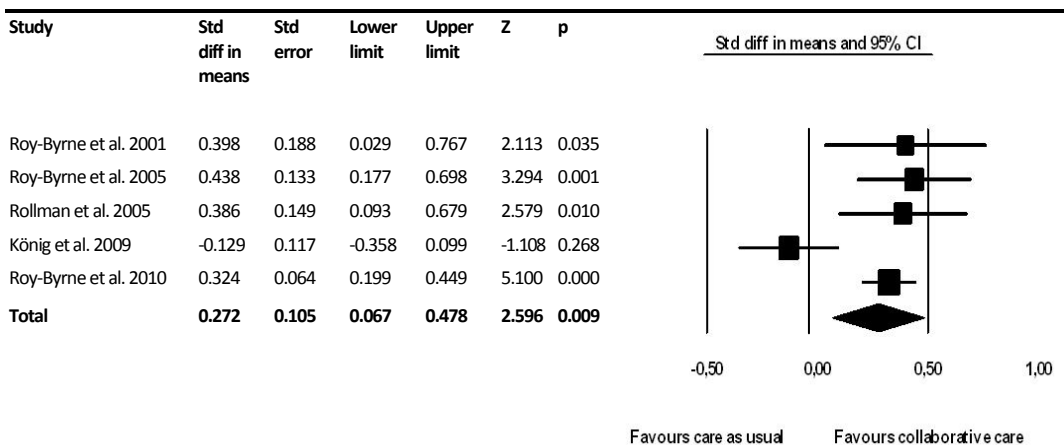 Study Std diff in means Std error Lower limit Upper limit Z p
Std diff in means and 95% CI
Roy-Byrne et al. 2001 0.398 0.188 0.029 0.767 2.113 0.035
Roy-Byrne et al. 2005 0.438 0.133 0.177 0.698 3.294 0.001
Rollman et al. 2005 0.386 0.149 0.093 0.679 2.579 0.010
König et al. 2009 -0.129 0.117 -0.358 0.099 -1.108 0.268
Roy-Byrne et al. 2010 0.324 0.064 0.199 0.449 5.100 0.000
Total 0.272 0.105 0.067 0.478 2.596 0.009
-0,50 0,00 0,50 1,00
Favours care as usual Favours collaborative care